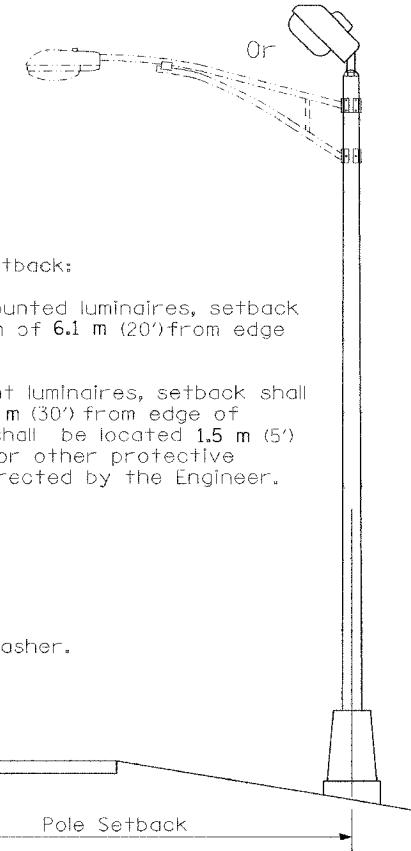 Or
tback:
unted luminaires, setback
n of 6.1 m (20') from edge
t luminaires, setback shall
m (30') from edge of
shall be located 1.5 m (5')
or other protective
rected by the Engineer.
asher.
Pole Setback